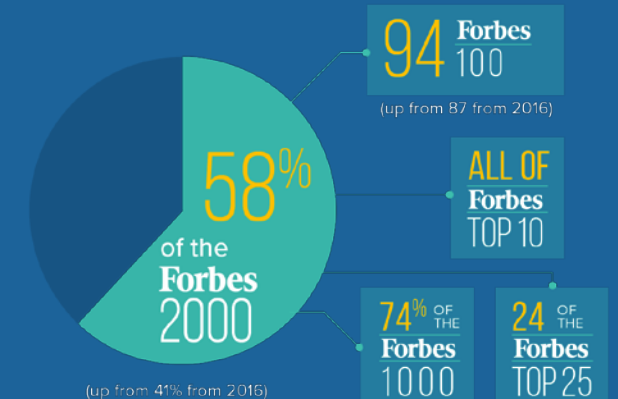 94 Forbes
100
(up from 87 from 2016)
58%
of the
Forbes
2000
(up from 41% from 2016)
ALL OF
Forbes
TOP 10
74% OF
THE
Forbes
1000
24 OF
THE
Forbes
TOP 25